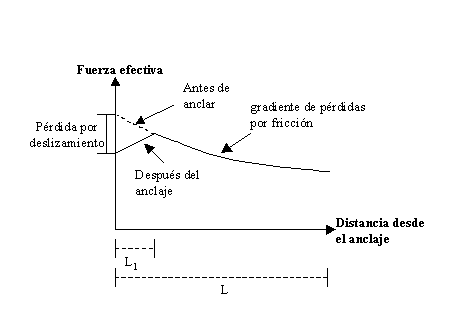 Fuerza efectiva
Antes de
anclar
gradiente de pérdidas
por fricción
Pérdida por
deslizamiento
Después del
anclaje
Distancia desde
el anclaje
L1
L